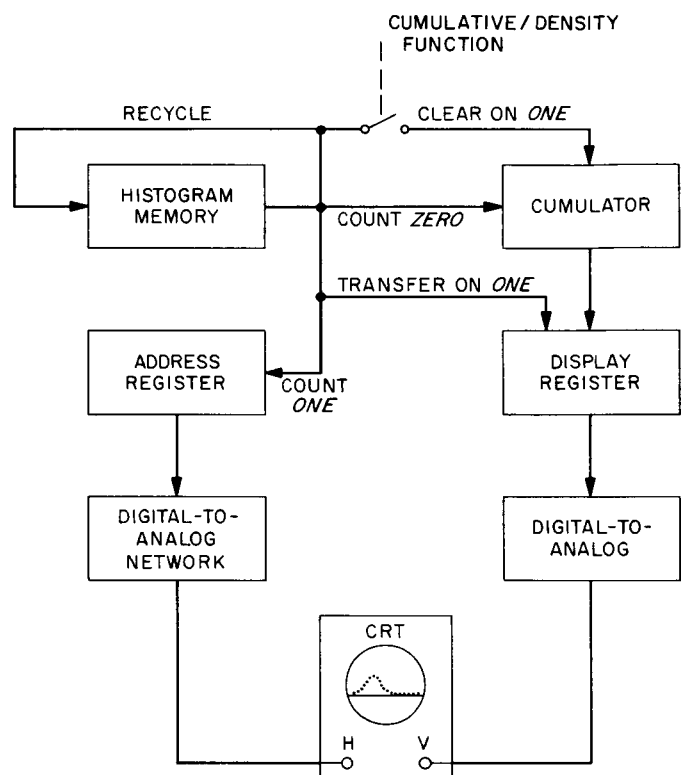 CUMULATIVE/DENSITY
FUNCTION
RECYCLE
CLEAR ON ONE
HISTOGRAM
MEMORY
COUNT ZERO
CUMULATOR
TRANSFER ON ONE
ADDRESS
REGISTER
COUNT
ONE
DISPLAY
REGISTER
DIGITAL-TO-
ANALOG
NETWORK
DIGITAL-TO-
ANALOG
CRT
H
V